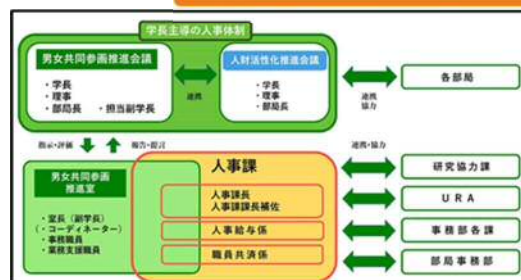 学長主導の人事体制
男女共同参画推進会議
・学長
・理事
・部局長 ・担当副学長
連携
人財活性化推進会議
・学長
・理事
・部局長
連携
協力
各部局
指示・評価
報告・提言
男女共同参画
推進室
・室長(副学長)
(・コーディネーター)
・事務職員
・業務支援職員
人事課
人事課長
人事課課長補佐
人事給与係
職員共済係
連携・協力
研究協力課
URA
事務部各課
部局事務部